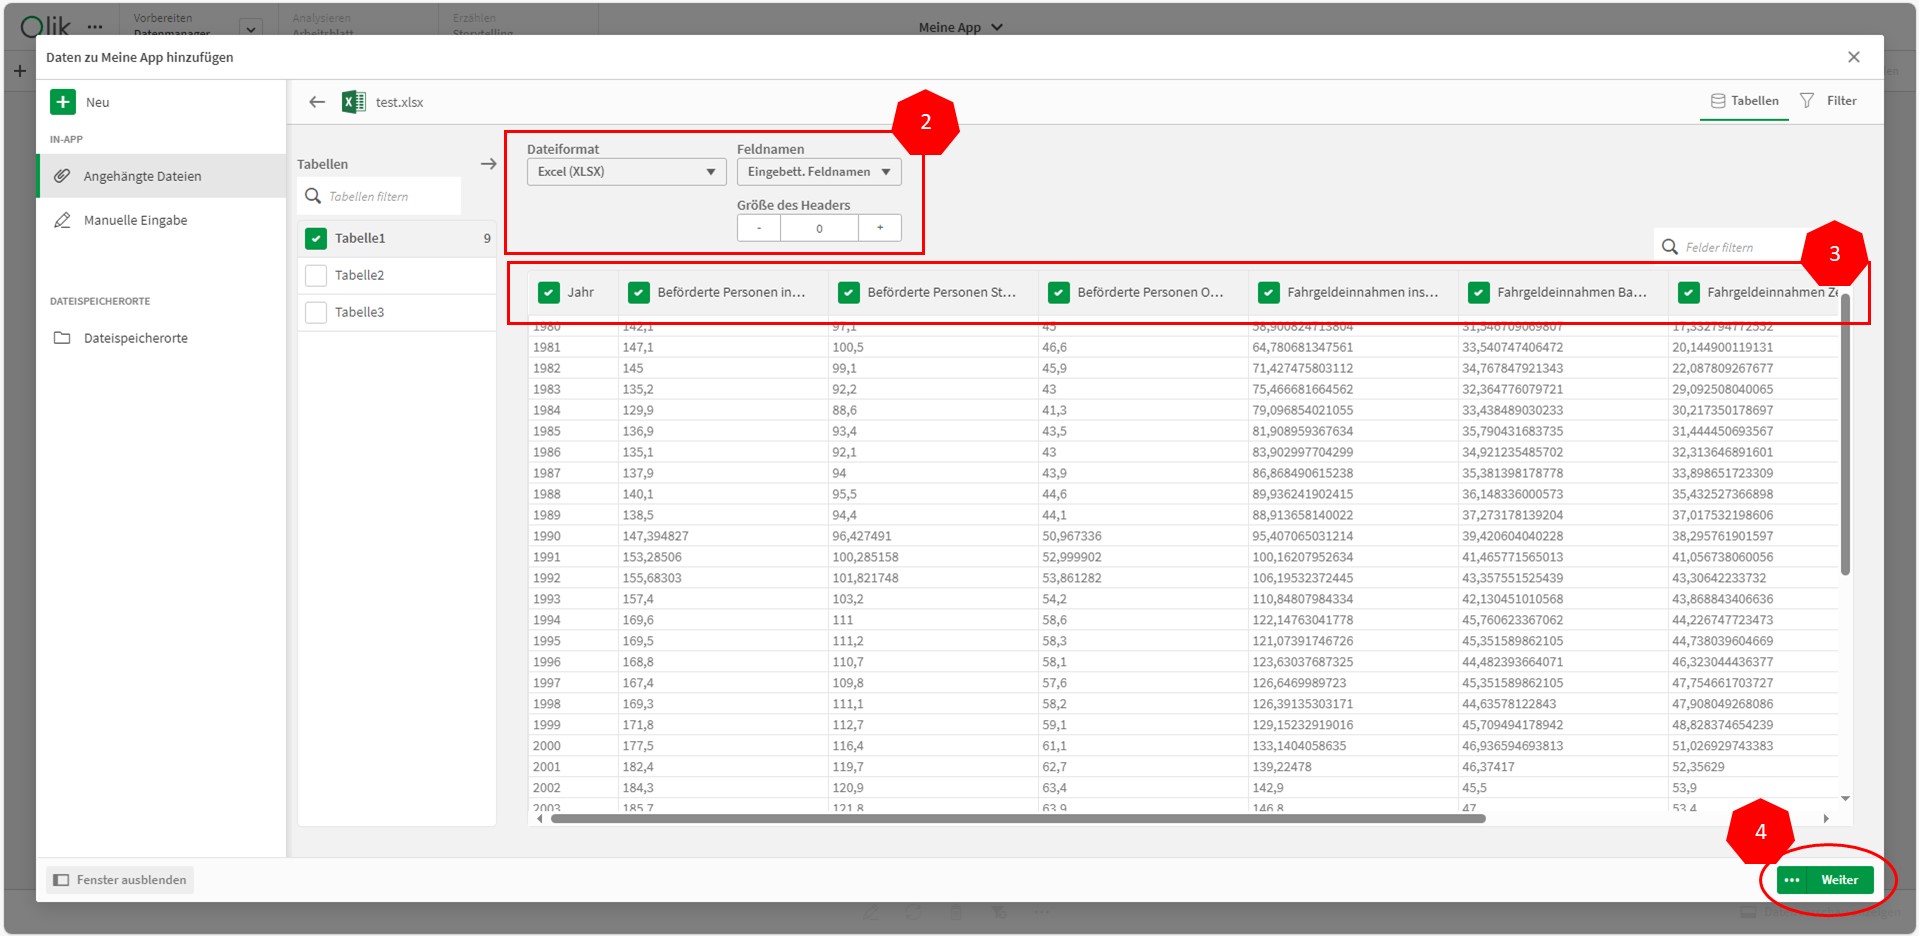 Qlik ... Vorbereiten Analysieren Erzählen
Datenmanager Arbeitsblatt Storytelling Meine App
Daten zu Meine App hinzufügen
Neu
IN-APP
Angehängte Dateien
Manuelle Eingabe
DATEISPEICHERORTE
Dateispeicherorte
test.xlsx
Tabellen Filter
Tabellen
Tabellen filtern
Tabelle1 9
Tabelle2
Tabelle3
2
Dateiformat Feldnamen
Excel (XLSX) Eingebett. Feldnamen
Größe des Headers
- 0 +
Felder filtern
3
Jahr Beförderte Personen in... Beförderte Personen St... Beförderte Personen O... Fahrgeldeinnahmen ins... Fahrgeldeinnahmen Ba... Fahrgeldeinnahmen Ze
1980 142,1 97,1 45 58,900824713804 31,546709069807 17,332794772552
1981 147,1 100,5 46,6 64,780681347561 33,540747406472 20,144900119131
1982 145 99,1 45,9 71,427475803112 34,767847921343 22,087809267677
1983 135,2 92,2 43 75,466681664562 32,364776079721 29,092508040065
1984 129,9 88,6 41,3 79,096854021055 33,438489030233 30,217350178697
1985 136,9 93,4 43,5 81,908959367634 35,790431683735 31,444450693567
1986 135,1 92,1 43 83,902997704299 34,921235485702 32,313646891601
1987 137,9 94 43,9 86,868490615238 35,381398178778 33,898651723309
1988 140,1 95,5 44,6 89,936241902415 36,148336000573 35,432527366898
1989 138,5 94,4 44,1 88,913658140022 37,273178139204 37,017532198606
1990 147,394827 96,427491 50,967336 95,407065031214 39,420604040228 38,295761901597
1991 153,28506 100,285158 52,999902 100,16207952634 41,465771565013 41,056738060056
1992 155,68303 101,821748 53,861282 106,19532372445 43,357551525439 43,30642233732
1993 157,4 103,2 54,2 110,84807984334 42,130451010568 43,868843406636
1994 169,6 111 58,6 122,14763041778 45,760623367062 44,226747723473
1995 169,5 111,2 58,3 121,07391746726 45,351589862105 44,738039604669
1996 168,8 110,7 58,1 123,63037687325 44,482393664071 46,323044436377
1997 167,4 109,8 57,6 126,6469989723 45,351589862105 47,754661703727
1998 169,3 111,1 58,2 126,39135303171 44,63578122843 47,908049268086
1999 171,8 112,7 59,1 129,15232919016 45,709494178942 48,828374654239
2000 177,5 116,4 61,1 133,1404058635 46,936594693813 51,026929743383
2001 182,4 119,7 62,7 139,22478 46,37417 52,35629
2002 184,3 120,9 63,4 142,9 45,5 53,9
2003 185,7 121,8 63,9 146,8 47 53,4
4
Fenster ausblenden
... Weiter